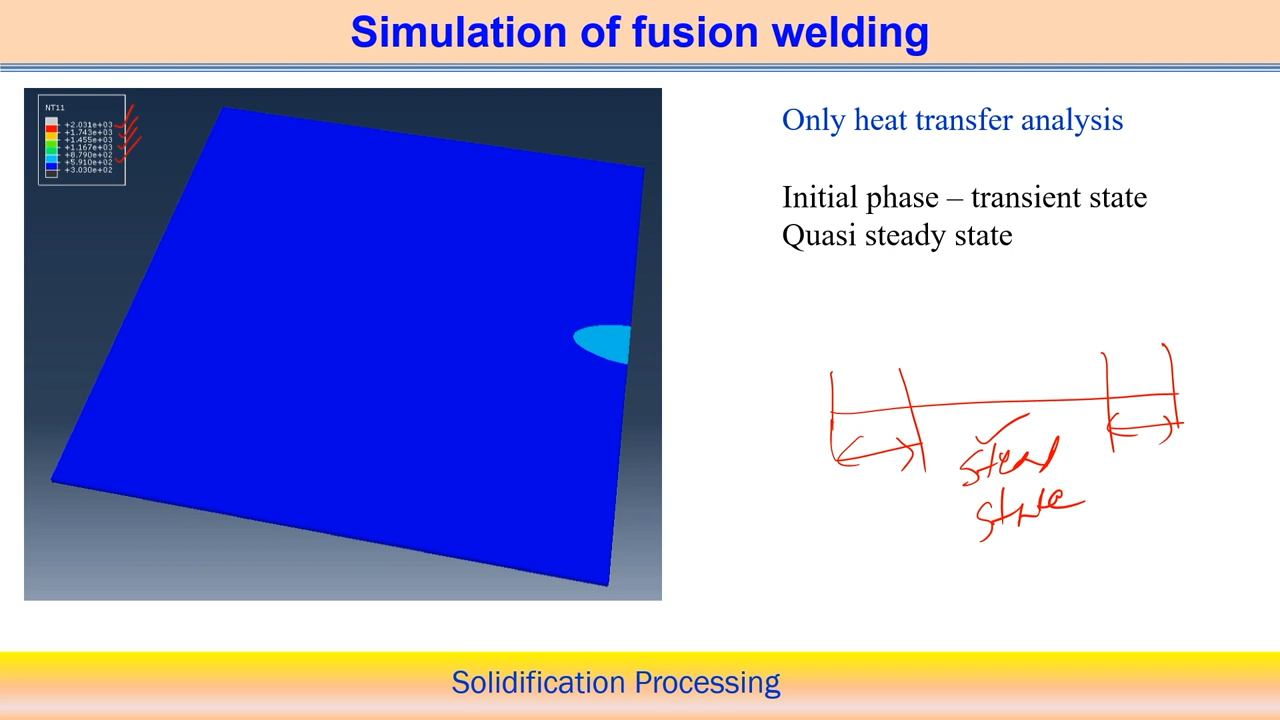 Simulation of fusion welding
NT11
+2.031e+03
+1.743e+03
+1.455e+03
+1.167e+03
+8.790e+02
+5.910e+02
+3.030e+02
Only heat transfer analysis
Initial phase – transient state
Quasi steady state
state
Solidification Processing